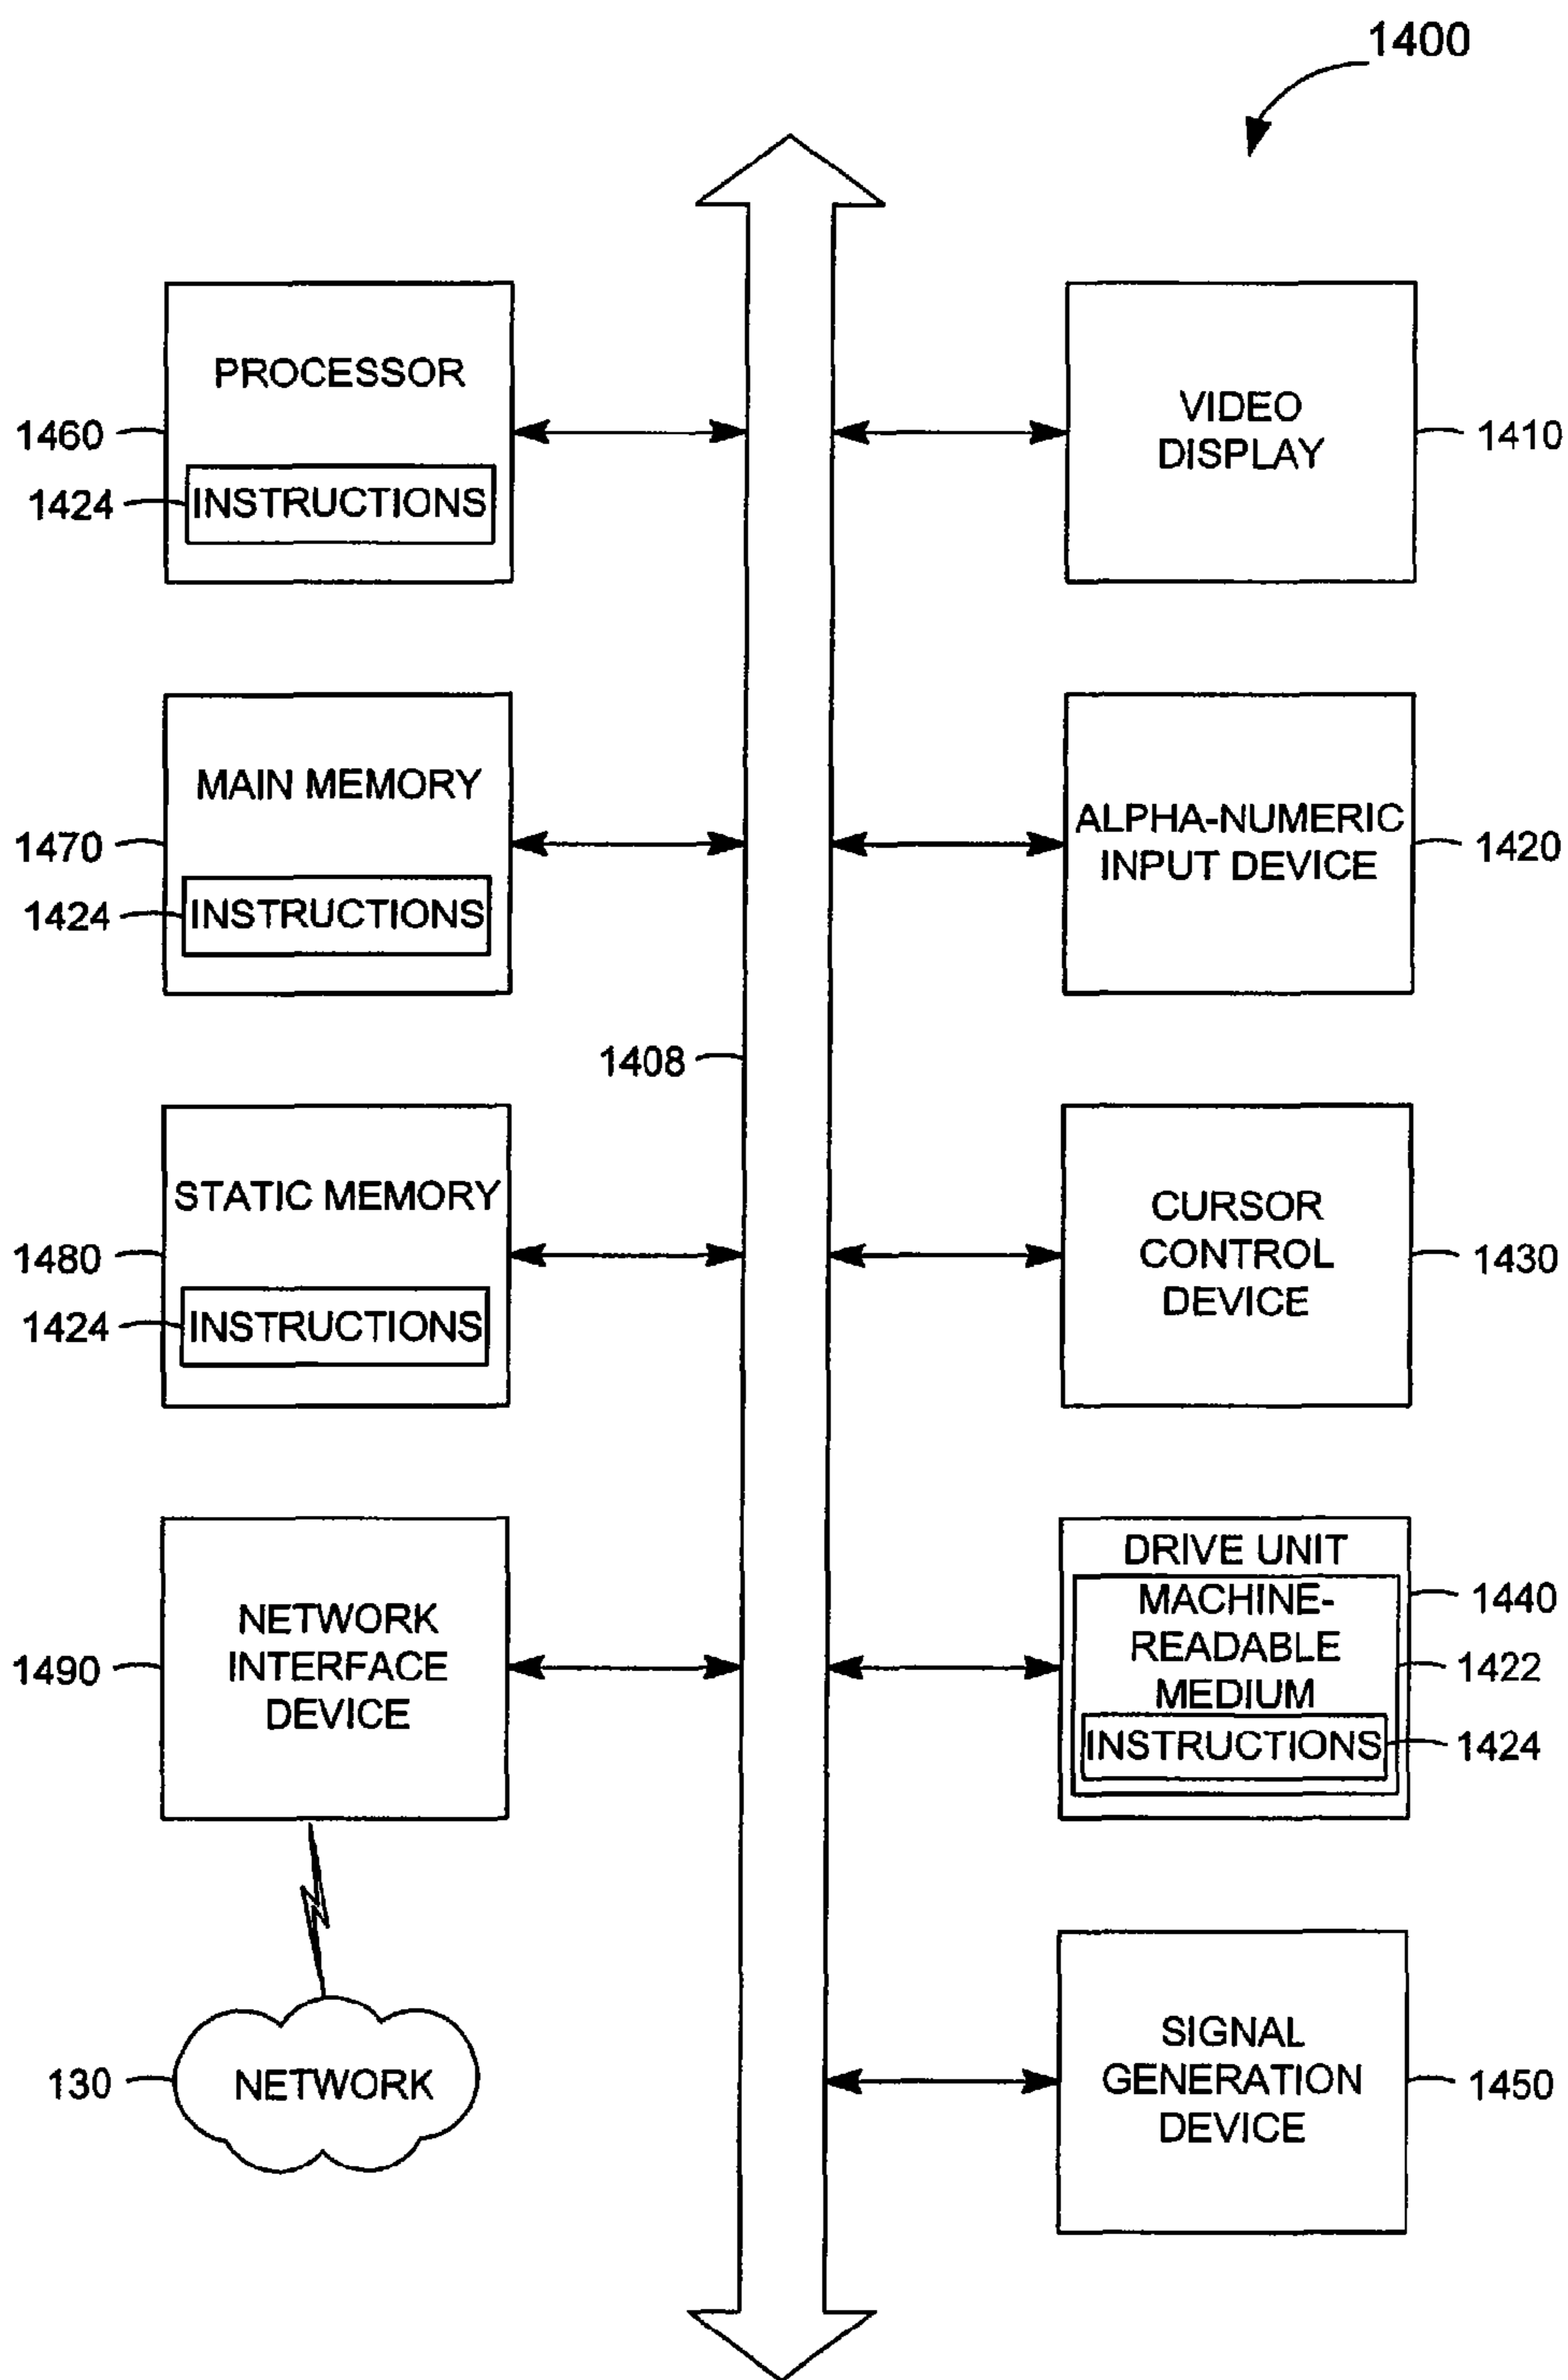 1400
PROCESSOR
1460
1424
INSTRUCTIONS
VIDEO
DISPLAY
1410
MAIN MEMORY
1470
1424
INSTRUCTIONS
ALPHA-NUMERIC
INPUT DEVICE
1420
1408
STATIC MEMORY
1480
1424
INSTRUCTIONS
CURSOR
CONTROL
DEVICE
1430
NETWORK
INTERFACE
DEVICE
1490
DRIVE UNIT
1440
MACHINE-
READABLE
MEDIUM
1422
INSTRUCTIONS
1424
130
NETWORK
SIGNAL
GENERATION
DEVICE
1450